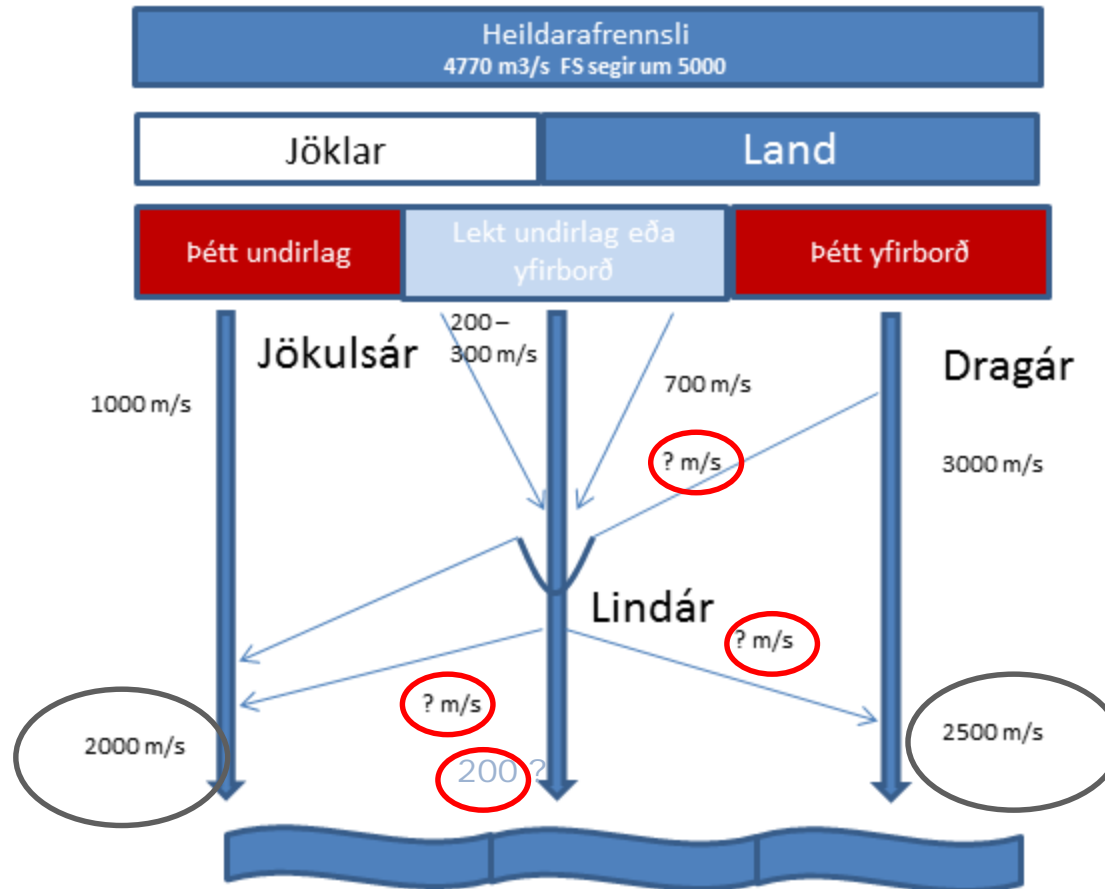 Heildarafrennsli
4770 m3/s FS segir um 5000
Jöklar
Land
Þétt undirlag
Lekt undirlag eða
yfirborð
Þétt yfirborð
200 –
300 m/s
Jökulsár
Dragár
700 m/s
1000 m/s
? m/s
3000 m/s
Lindár
? m/s
? m/s
2000 m/s
2500 m/s
200 ?